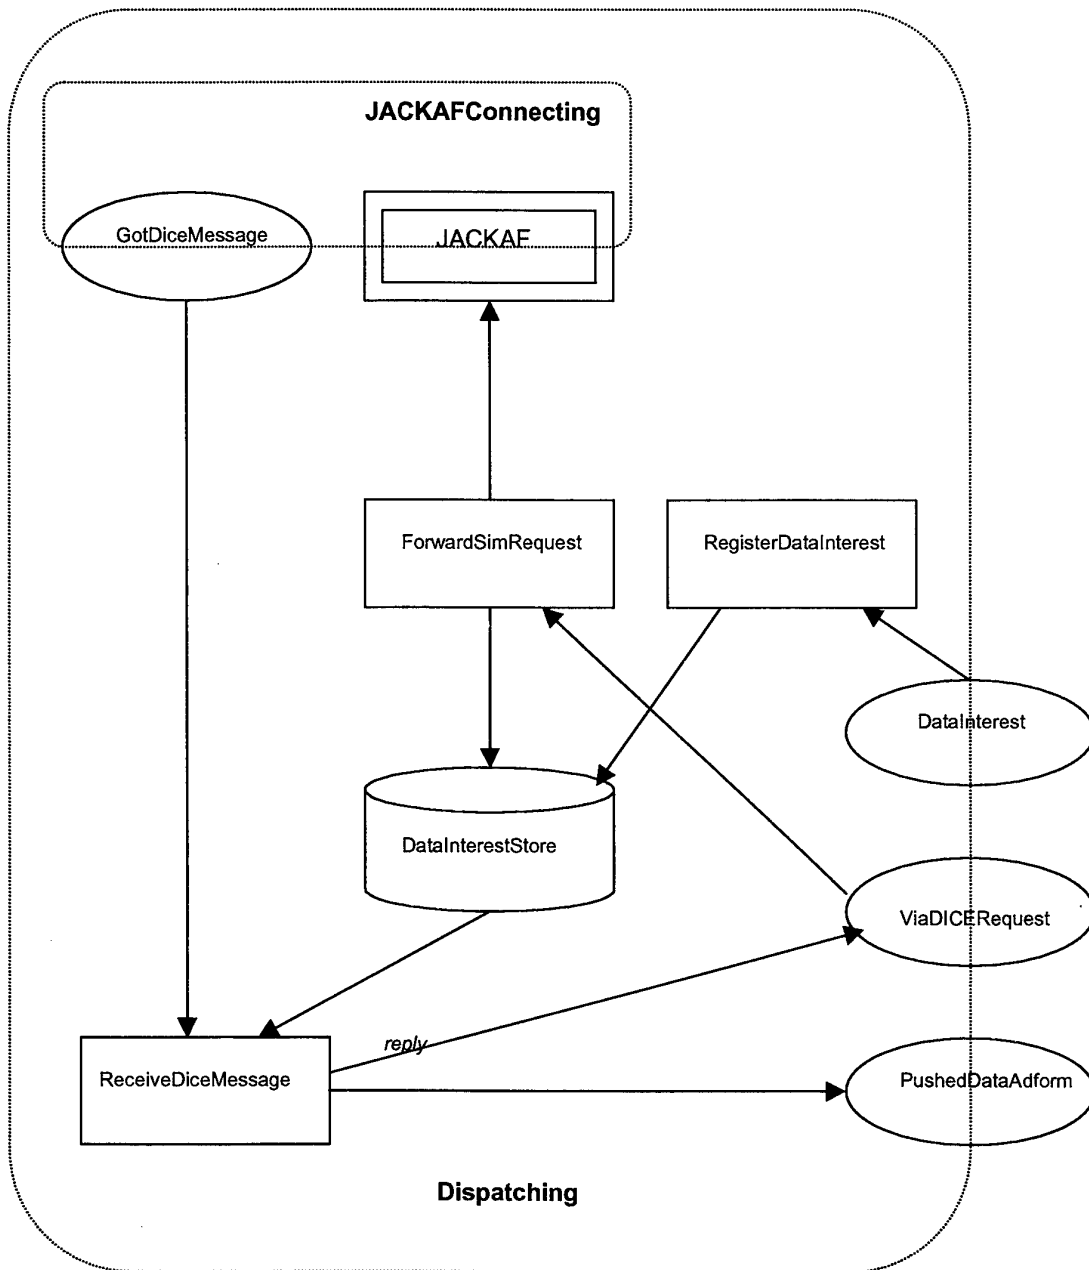 JACKAFConnecting
GotDiceMessage
JACKAF
ForwardSimRequest
RegisterDataInterest
DataInterest
DataInterestStore
ViaDICERequest
reply
ReceiveDiceMessage
PushedDataAdform
Dispatching